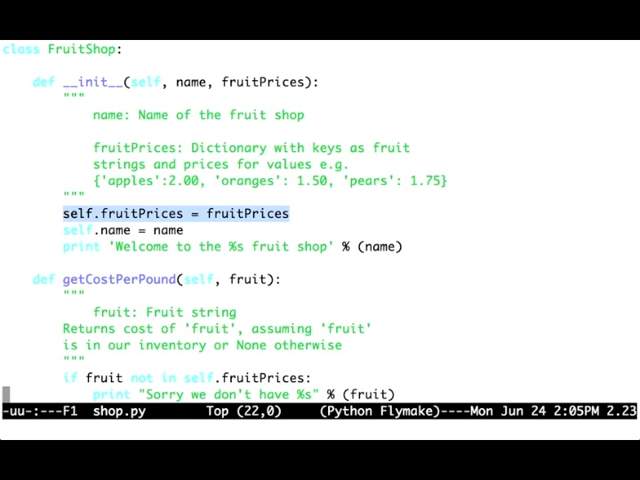 class FruitShop:
def __init__(self, name, fruitPrices):
"""
name: Name of the fruit shop
fruitPrices: Dictionary with keys as fruit
strings and prices for values e.g.
{'apples':2.00, 'oranges': 1.50, 'pears': 1.75}
"""
self.fruitPrices = fruitPrices
self.name = name
print 'Welcome to the %s fruit shop' % (name)
def getCostPerPound(self, fruit):
"""
fruit: Fruit string
Returns cost of 'fruit', assuming 'fruit'
is in our inventory or None otherwise
"""
if fruit not in self.fruitPrices:
print "Sorry we don't have %s" % (fruit)
-uu-:---F1 shop.py Top (22,0) (Python Flymake)----Mon Jun 24 2:05PM 2.23